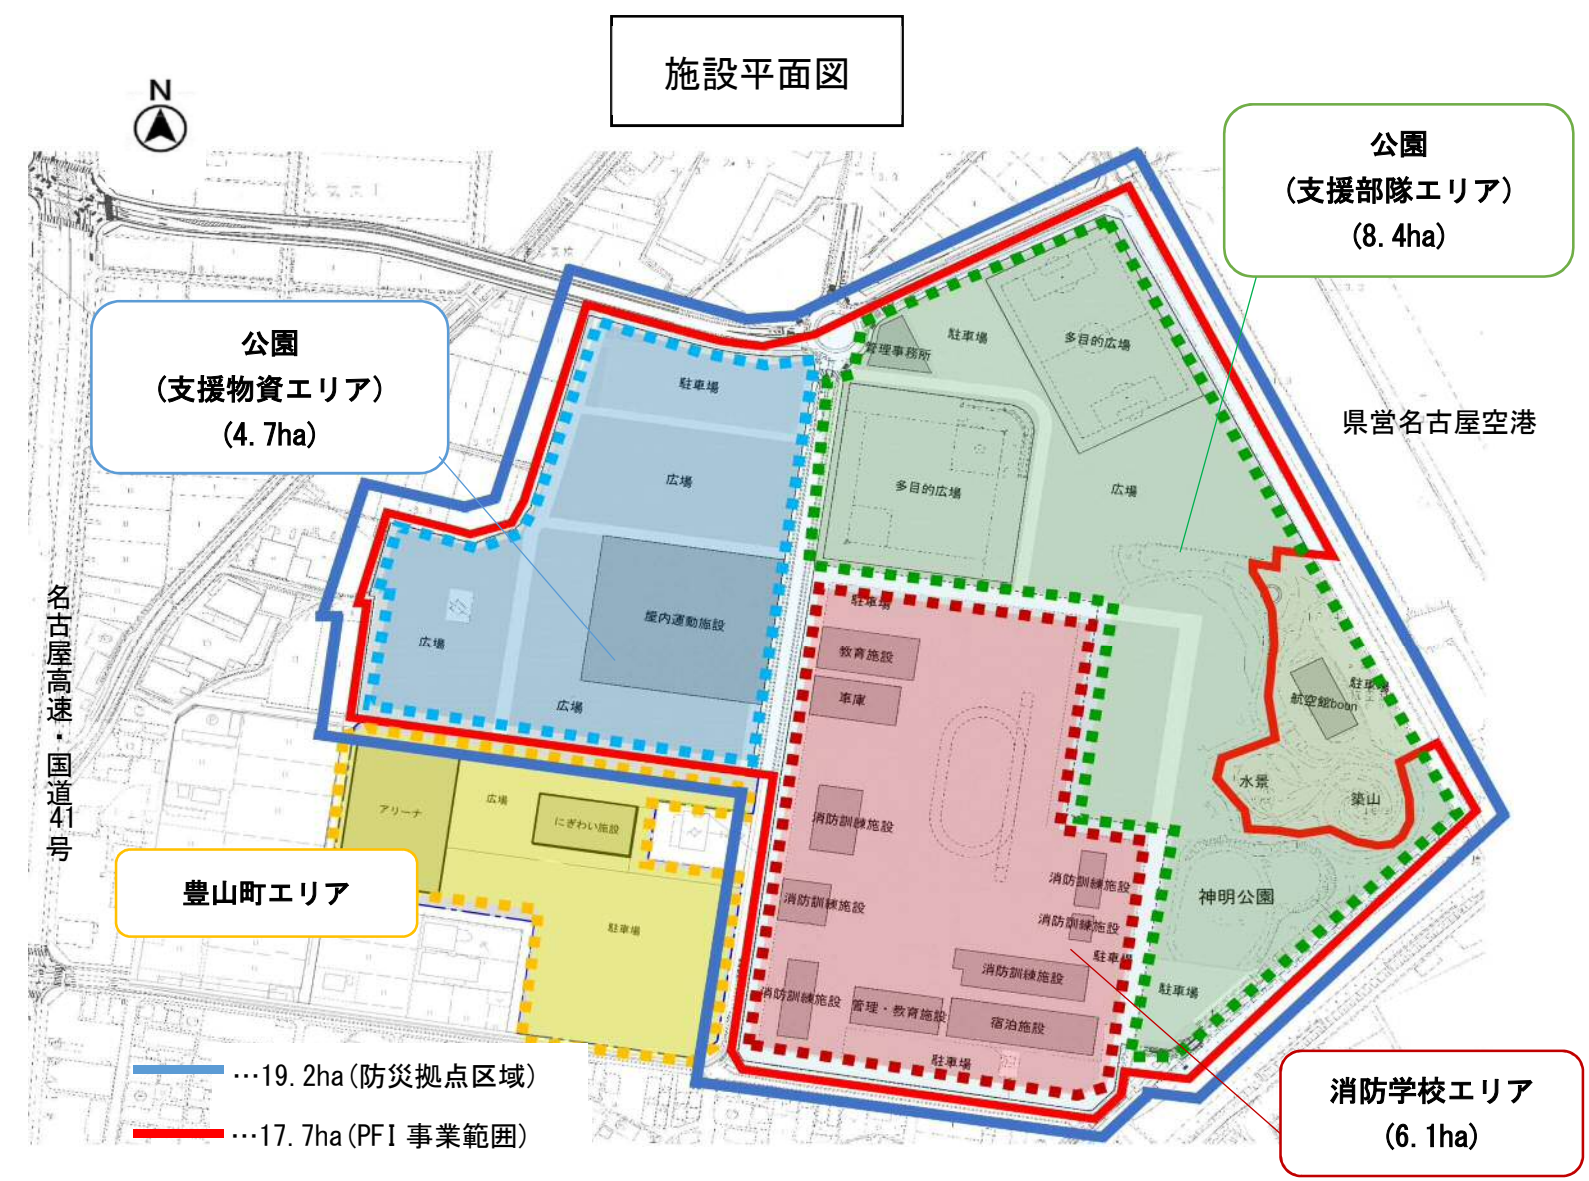 施設平面図
N
公園
(支援部隊エリア)
(8.4ha)
公園
(支援物資エリア)
(4.7ha)
県営名古屋空港
名古屋高速・国道41号
管理事務所
駐車場
多目的広場
駐車場
広場
多目的広場
広場
駐車場
教育施設
車庫
屋内運動施設
広場
広場
駐車場
航空館boon
水景
築山
アリーナ
広場
にぎわい施設
消防訓練施設
消防訓練施設
消防訓練施設
消防訓練施設
神明公園
豊山町エリア
駐車場
駐車場
消防訓練施設
駐車場
消防訓練施設
管理・教育施設
宿泊施設
駐車場
…19.2ha(防災拠点区域)
…17.7ha(PFI 事業範囲)
消防学校エリア
(6.1ha)